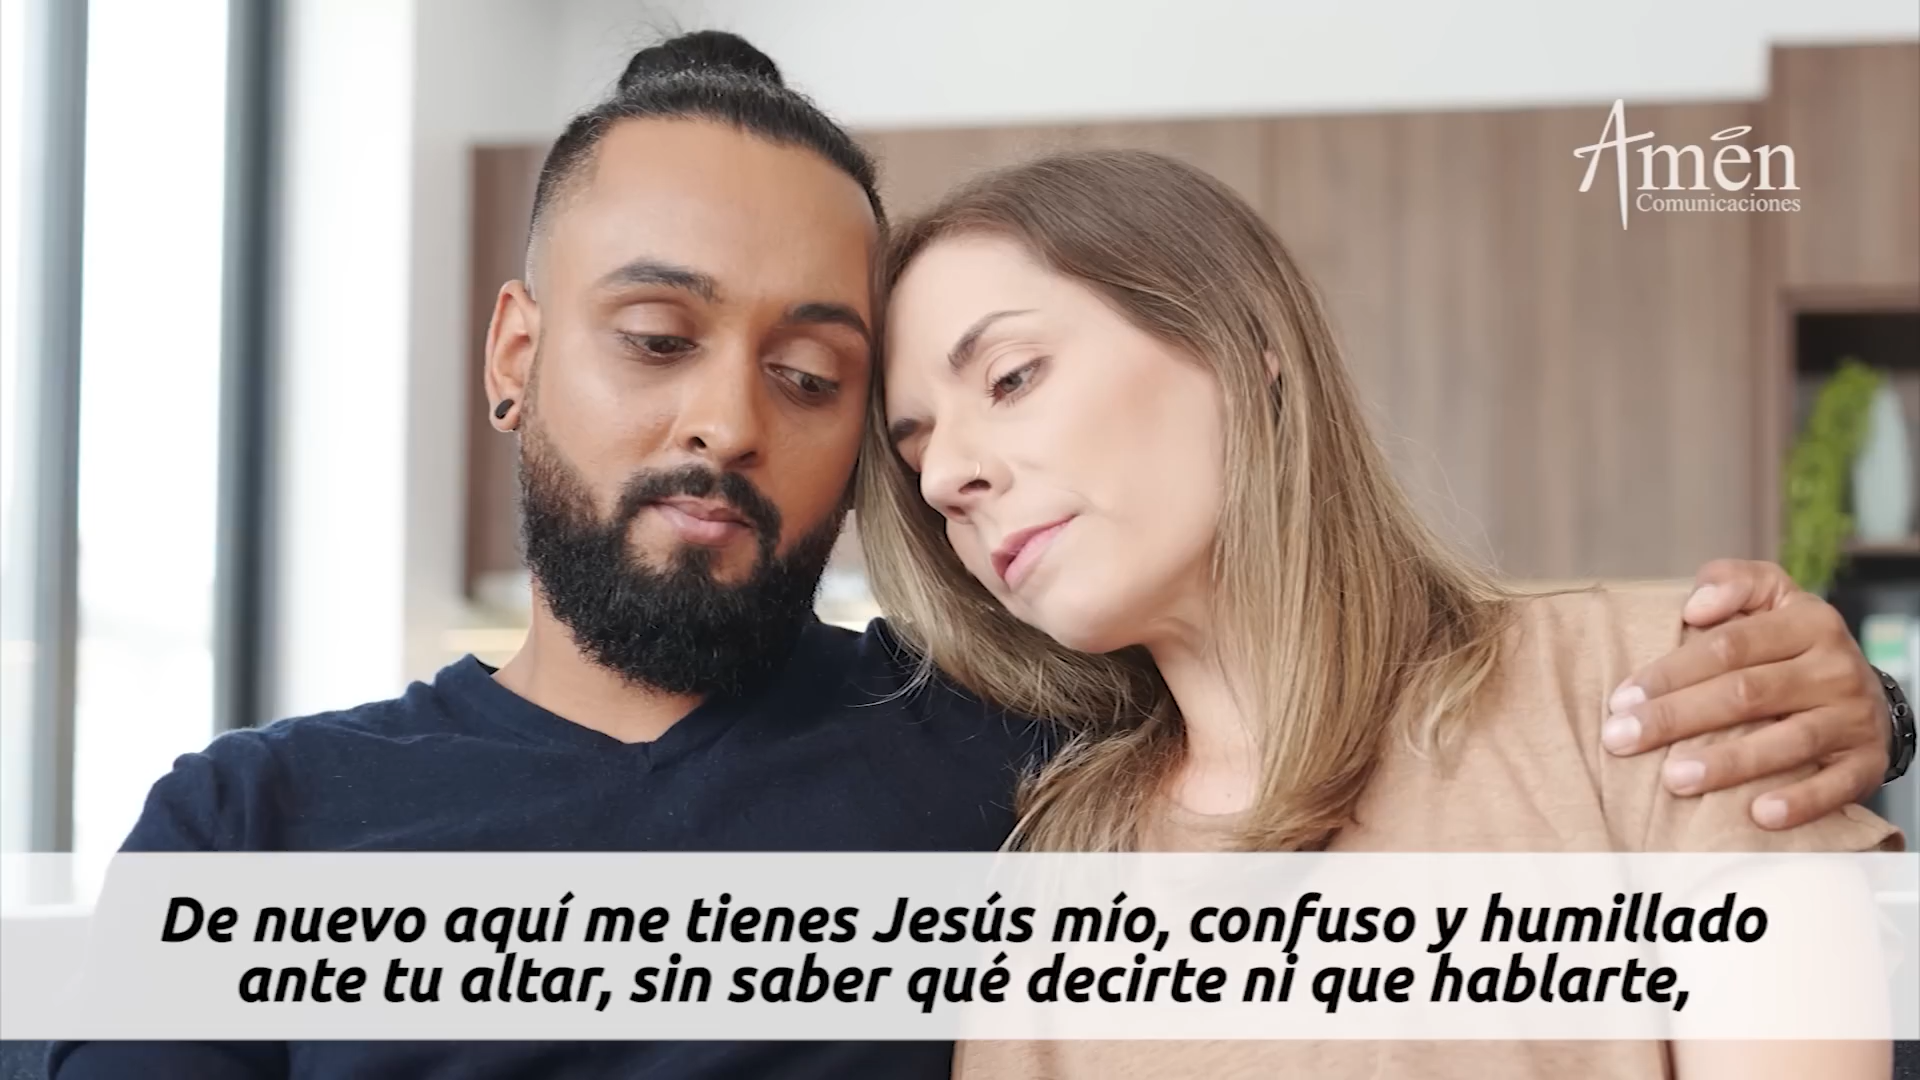 Amén
Comunicaciones
De nuevo aquí me tienes Jesús mío, confuso y humillado
ante tu altar, sin saber qué decirte ni que hablarte,